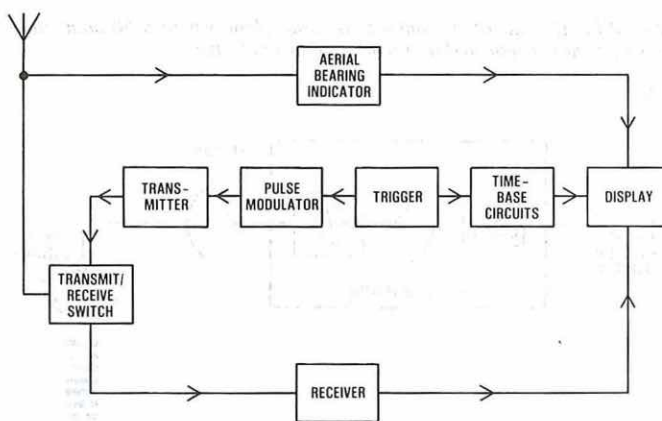 AERIAL
BEARING
INDICATOR
TRANS-
MITTER
PULSE
MODULATOR
TRIGGER
TIME-
BASE
CIRCUITS
DISPLAY
TRANSMIT/
RECEIVE
SWITCH
RECEIVER